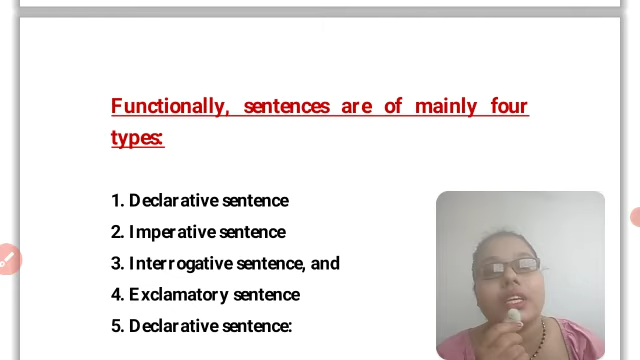 Functionally, sentences are of mainly four
types:
1. Declarative sentence
2. Imperative sentence
3. Interrogative sentence, and
4. Exclamatory sentence
5. Declarative sentence: